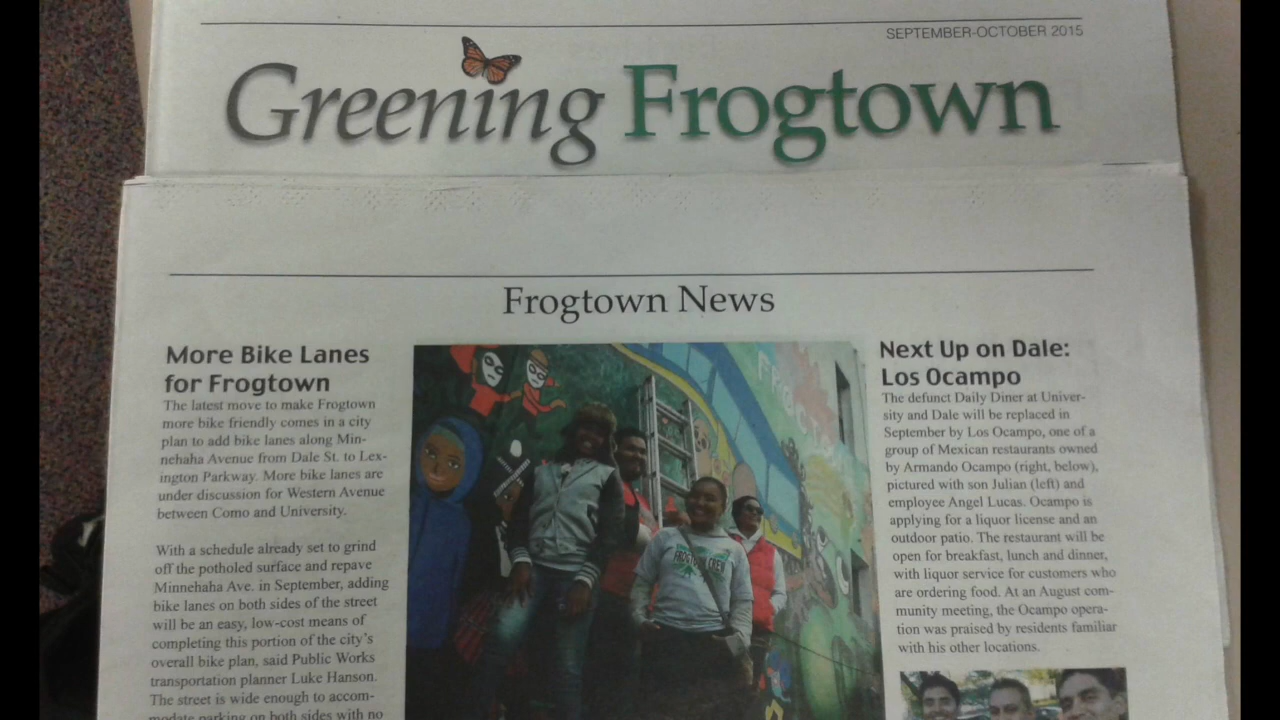 SEPTEMBER-OCTOBER 2015
Greening Frogtown
Frogtown News
More Bike Lanes
for Frogtown
The latest move to make Frogtown
more bike friendly comes in a city
plan to add bike lanes along Min-
nehaha Avenue from Dale St. to Lex-
ington Parkway. More bike lanes are
under discussion for Western Avenue
between Como and University.
With a schedule already set to grind
off the potholed surface and repave
Minnehaha Ave. in September, adding
bike lanes on both sides of the street
will be an easy, low-cost means of
completing this portion of the city's
overall bike plan, said Public Works
transportation planner Luke Hanson.
The street is wide enough to accom-
modate parking on both sides with no
FROGTOWN CREW
Next Up on Dale:
Los Ocampo
The defunct Daily Diner at Univer-
sity and Dale will be replaced in
September by Los Ocampo, one of a
group of Mexican restaurants owned
by Armando Ocampo (right, below),
pictured with son Julian (left) and
employee Angel Lucas. Ocampo is
applying for a liquor license and an
outdoor patio. The restaurant will be
open for breakfast, lunch and dinner,
with liquor service for customers who
are ordering food. At an August com-
munity meeting, the Ocampo opera-
tion was praised by residents familiar
with his other locations.